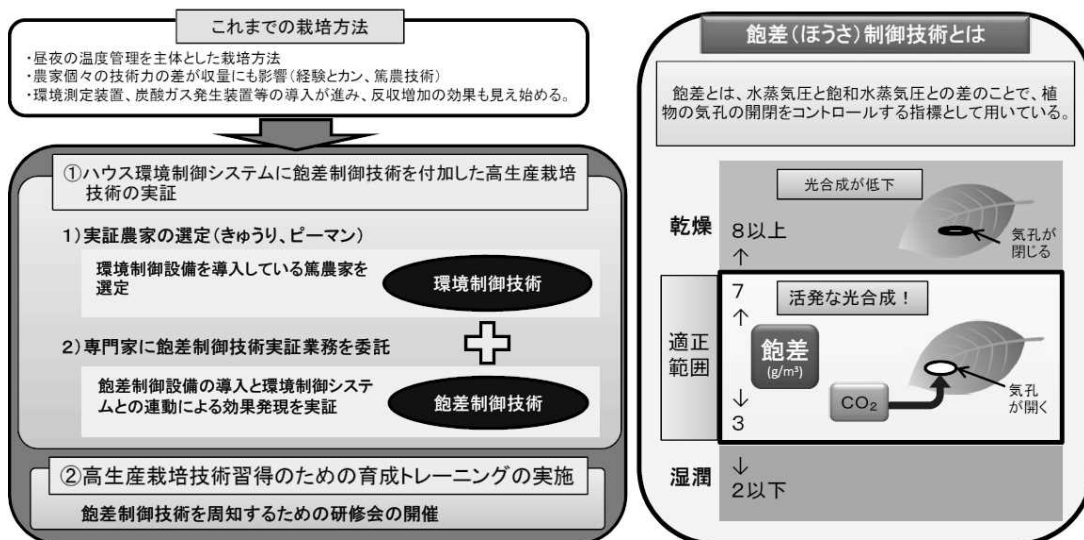 これまでの栽培方法
・昼夜の温度管理を主体とした栽培方法
・農家個々の技術力の差が収量にも影響(経験とカン、篤農技術)
・環境測定装置、炭酸ガス発生装置等の導入が進み、反収増加の効果も見え始める。
①ハウス環境制御システムに飽差制御技術を付加した高生産栽培
技術の実証
1)実証農家の選定(きゅうり、ピーマン)
環境制御設備を導入している篤農家を
選定
環境制御技術
2)専門家に飽差制御技術実証業務を委託
飽差制御設備の導入と環境制御システ
ムとの連動による効果発現を実証
飽差制御技術
②高生産栽培技術習得のための育成トレーニングの実施
飽差制御技術を周知するための研修会の開催
飽差(ほうさ)制御技術とは
飽差とは、水蒸気圧と飽和水蒸気圧との差のことで、植
物の気孔の開閉をコントロールする指標として用いている。
光合成が低下
乾燥
8以上
↑
気孔が
閉じる
適正
範囲
7
↑
活発な光合成！
飽差
(g/m³)
↓
3
CO₂
気孔
が開く
湿潤
↓
2以下